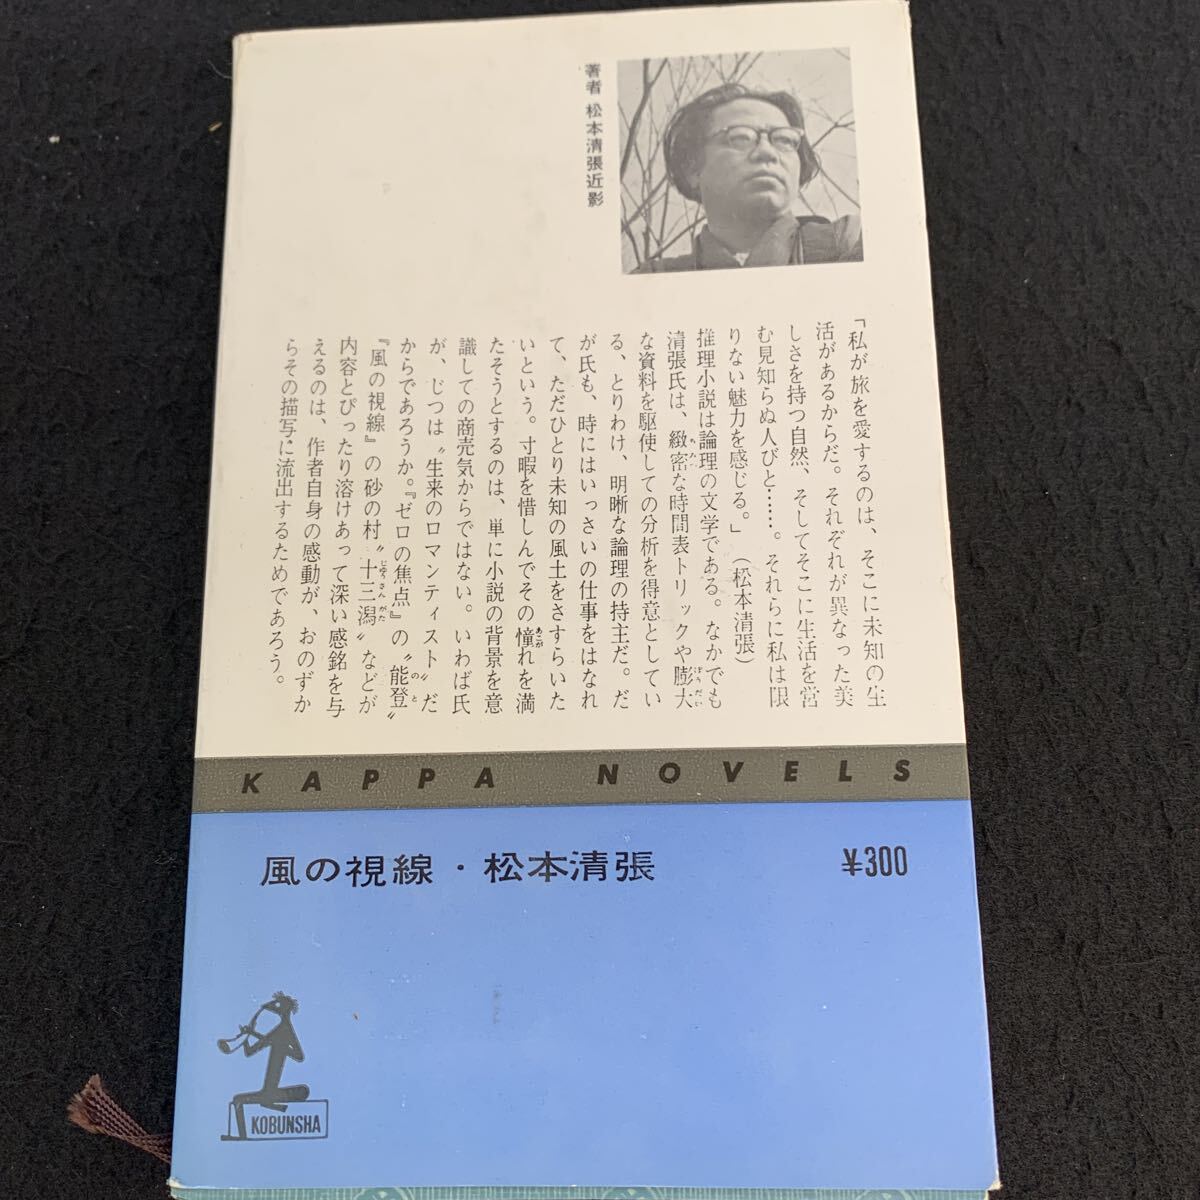 著者 松本清張近影
「私が旅を愛するのは、そこに未知の生
活があるからだ。それぞれが異なった美
しさを持つ自然、そしてそこに生活を営
む見知らぬ人びと……。それらに私は限
りない魅力を感じる。」（松本清張）
推理小説は論理の文学である。なかでも
清張氏は、緻密な時間表トリックや膨大
な資料を駆使しての分析を得意としてい
る、とりわけ、明晰な論理の持主だ。だ
が氏も、時にはいっさいの仕事をはなれ
て、ただひとり未知の風土をさすらいた
いという。寸暇を惜しんでその憧れを満
たそうとするのは、単に小説の背景を意
識しての商売気からではない。いわば氏
が、じつは〝生来のロマンティスト〟だ
からであろうか。『ゼロの焦点』の〝能登〟
『風の視線』の砂の村〝十三潟〟などが
内容とぴったり溶けあって深い感銘を与
えるのは、作者自身の感動が、おのずか
らその描写に流出するためであろう。
KAPPA NOVELS
風の視線・松本清張 ¥300
KOBUNSHA